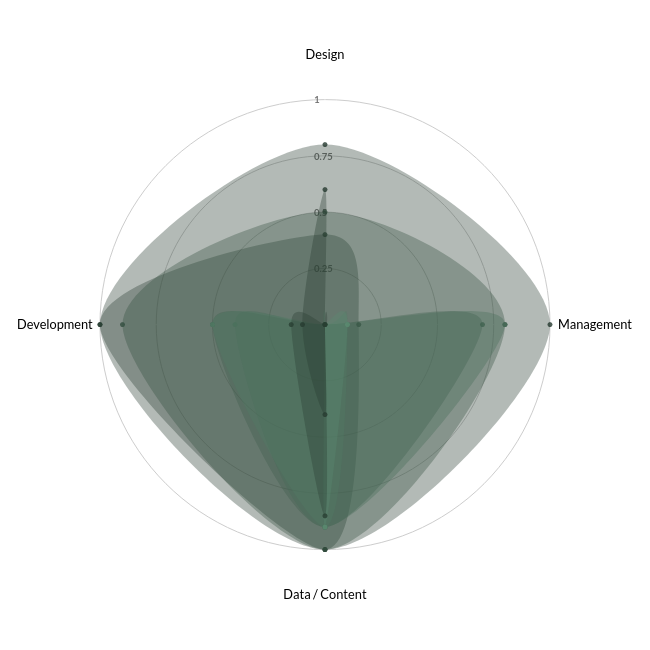 Design
1
0.75
0.5
0.25
Development
Management
Data / Content